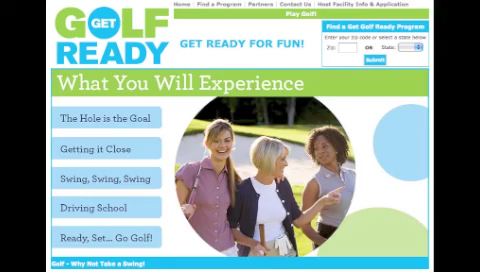 Home : Find a Program | Partners | Contact Us | Host Facility Info & Application
Play Golf!
GOLF
GET
READY
GET READY FOR FUN!
Find a Get Golf Ready Program
Enter your zip code or select a state below
Zip: OR State:
Submit
What You Will Experience
The Hole is the Goal
Getting it Close
Swing, Swing, Swing
Driving School
Ready, Set... Go Golf!
Golf - Why Not Take a Swing!